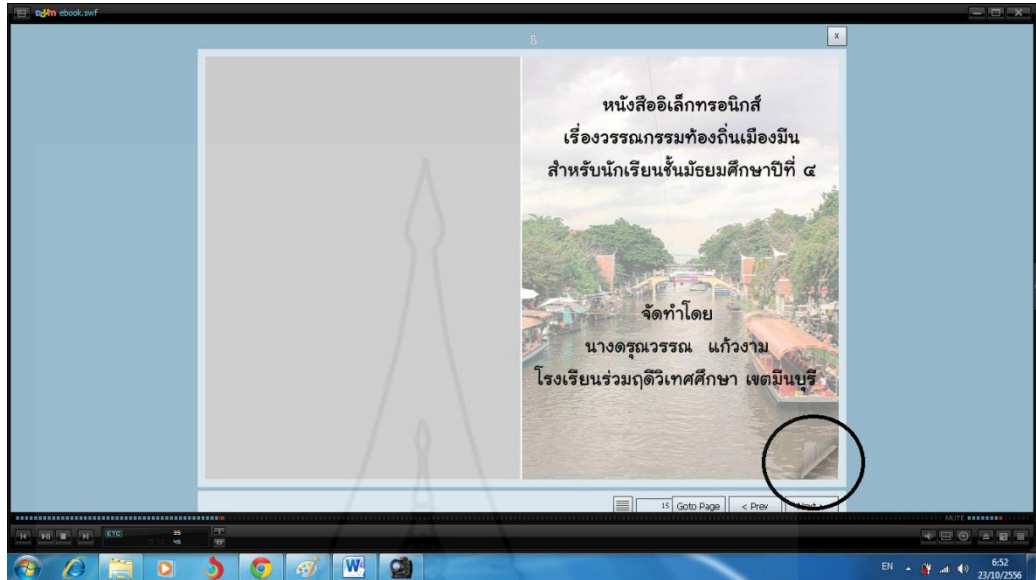 ebook.swf
x
หนังสืออิเล็กทรอนิกส์
เรื่องวรรณกรรมท้องถิ่นเมืองมีน
สำหรับนักเรียนชั้นมัธยมศึกษาปีที่ ๔
จัดทำโดย
นางดรุณวรรณ แก้วงาม
โรงเรียนร่วมฤดีวิเทศศึกษา เขตมีนบุรี
15 Goto Page < Prev Next >
MUTE
ETC 35
45
EN 6:52
23/10/2556